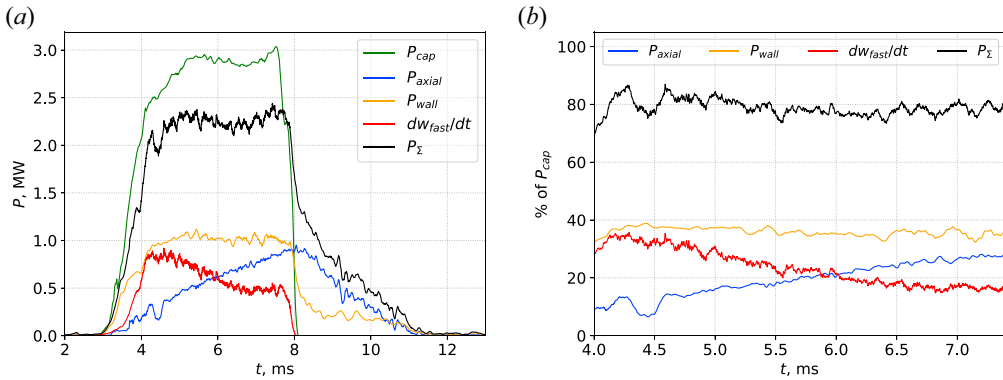 (a)
3.0
2.5
2.0
1.5
1.0
0.5
0.0
P, MW
2 4 6 8 10 12
t, ms
P_cap
P_axial
P_wall
dw_fast/dt
P_Σ
(b)
100
80
60
40
20
0
% of P_cap
4.0 4.5 5.0 5.5 6.0 6.5 7.0
t, ms
P_axial P_wall dw_fast/dt P_Σ